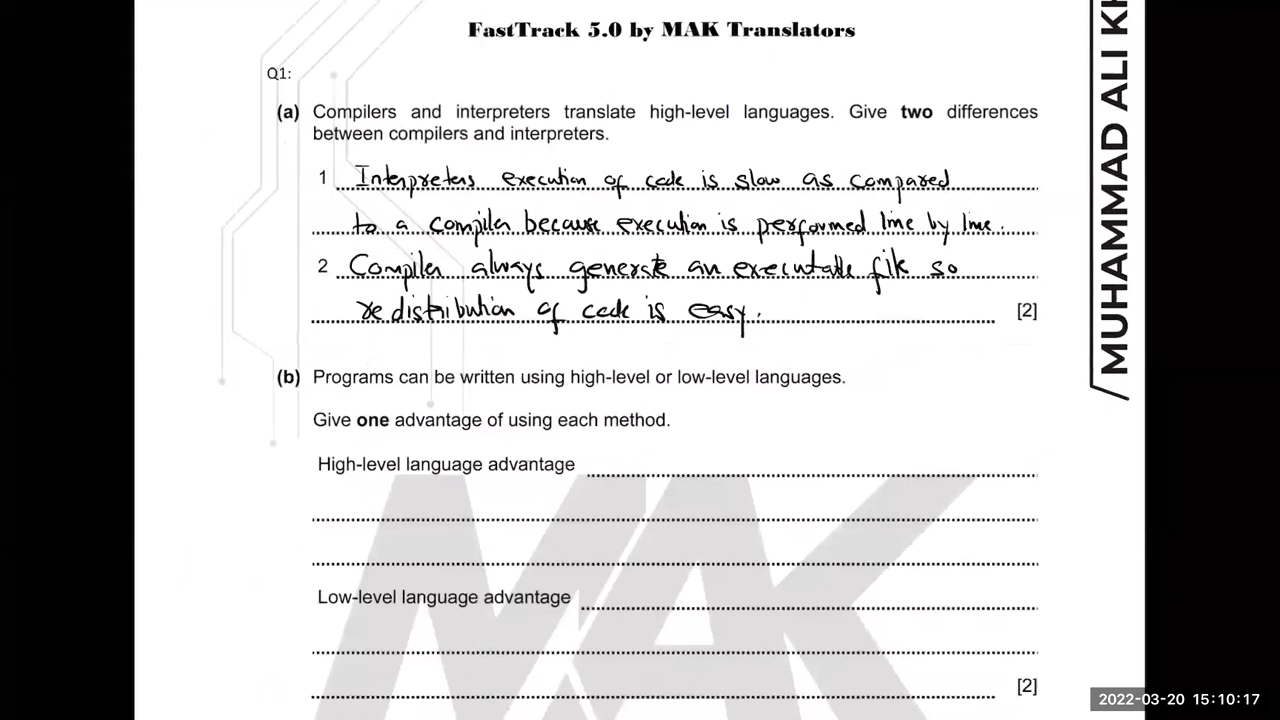 FastTrack 5.0 by MAK Translators
Q1:
(a) Compilers and interpreters translate high-level languages. Give two differences
between compilers and interpreters.
1 Interpreters execution of code is slow as compared
to a compiler because execution is performed line by line.
2 Compiler always generate an executable file so
redistribution of code is easy.
[2]
(b) Programs can be written using high-level or low-level languages.
Give one advantage of using each method.
High-level language advantage
Low-level language advantage
[2]
MAK
MUHAMMAD ALI KH
2022-03-20 15:10:17